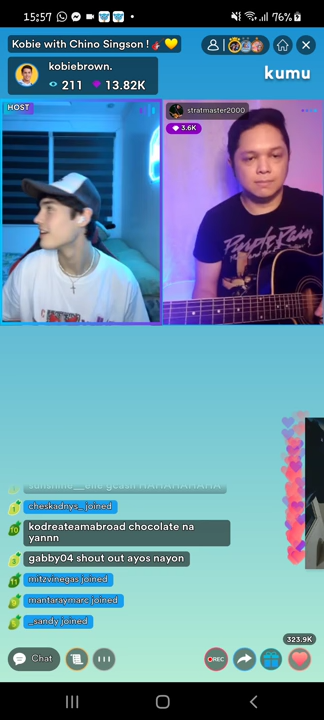 15:57
76%
Kobie with Chino Singson !
kobiebrown.
211 13.82K
kumu
HOST
stratmaster2000
3.6K
cheskadnys_ joined
kodreateamabroad chocolate na
yannn
gabby04 shout out ayos nayon
mitzvinegas joined
mantaraymarc joined
_sandy joined
323.9K
Chat
REC
Purple Rain